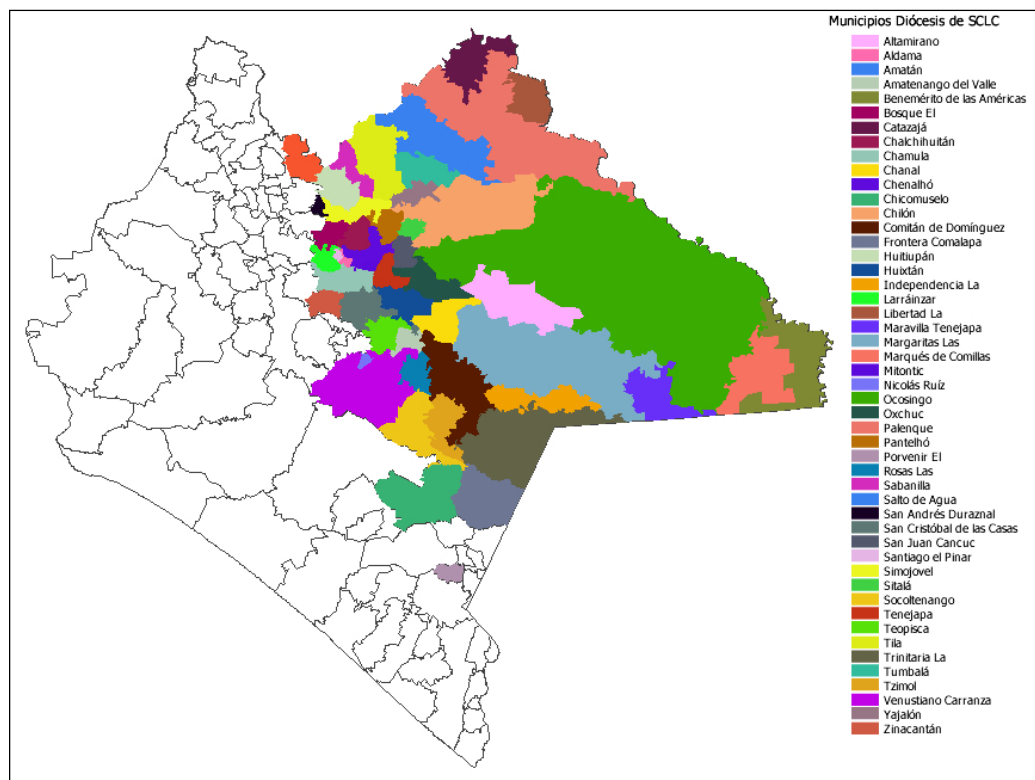 Municipios Diócesis de SCLC
Altamirano
Aldama
Amatán
Amatenango del Valle
Benemérito de las Américas
Bosque El
Catazajá
Chalchihuitán
Chamula
Chanal
Chenalhó
Chicomuselo
Chilón
Comitán de Domínguez
Frontera Comalapa
Huitiupán
Huixtán
Independencia La
Larráinzar
Libertad La
Maravilla Tenejapa
Margaritas Las
Marqués de Comillas
Mitontic
Nicolás Ruíz
Ocosingo
Oxchuc
Palenque
Pantelhó
Porvenir El
Rosas Las
Sabanilla
Salto de Agua
San Andrés Duraznal
San Cristóbal de las Casas
San Juan Cancuc
Santiago el Pinar
Simojovel
Sitalá
Socoltenango
Tenejapa
Teopisca
Tila
Trinitaria La
Tumbalá
Tzimol
Venustiano Carranza
Yajalón
Zinacantán